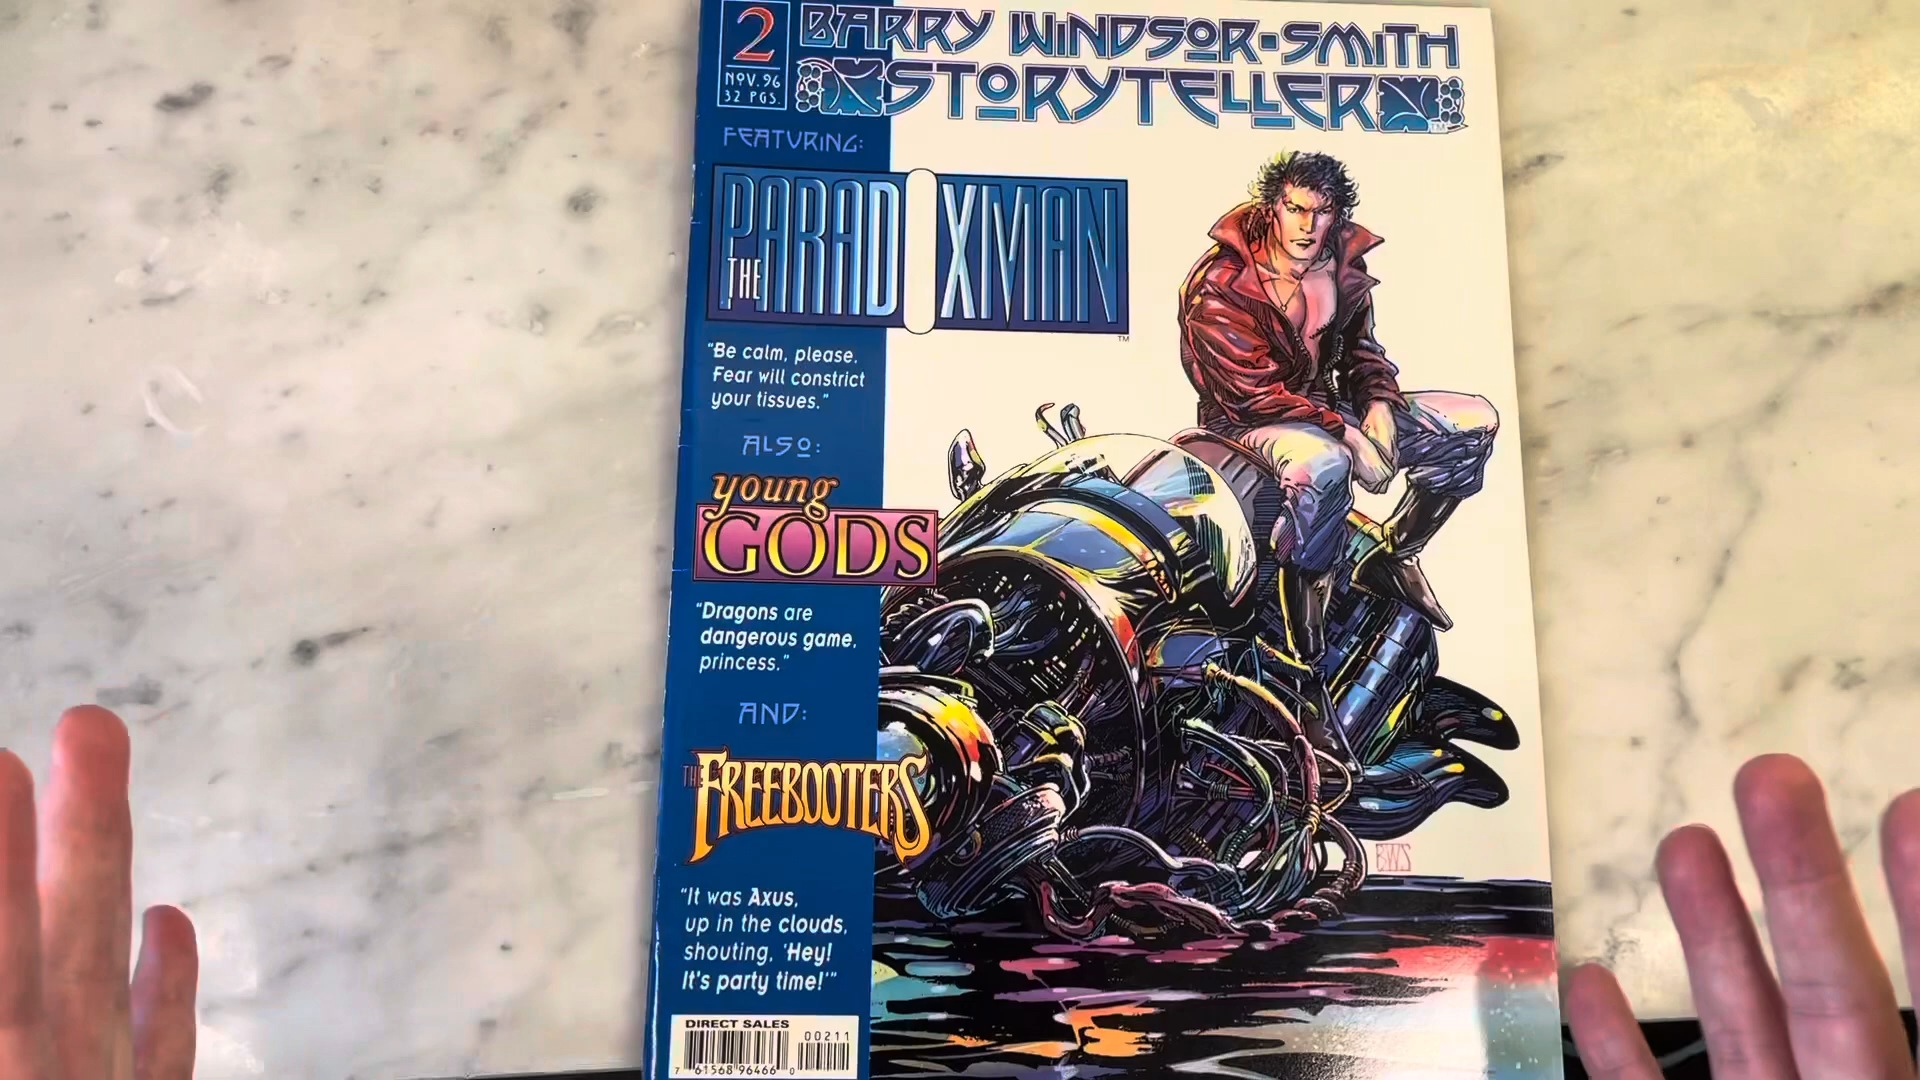 2
NOV. 96
32 PGS.
BARRY WINDSOR-SMITH
STORYTELLER
TM
FEATURING:
THE PARADOXMAN
TM
"Be calm, please.
Fear will constrict
your tissues."
ALSO:
young
GODS
TM
"Dragons are
dangerous game,
princess."
AND:
THE FREEBOOTERS
"It was Axus,
up in the clouds,
shouting, 'Hey!
It's party time!'"
BWS
DIRECT SALES
00211
7 61568 96466 0